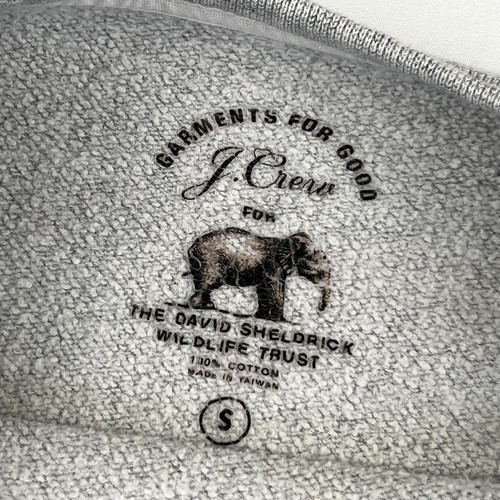 GARMENTS FOR GOOD
J.Crew
FOR
THE DAVID SHELDRICK
WILDLIFE TRUST
100% COTTON
MADE IN TAIWAN
S